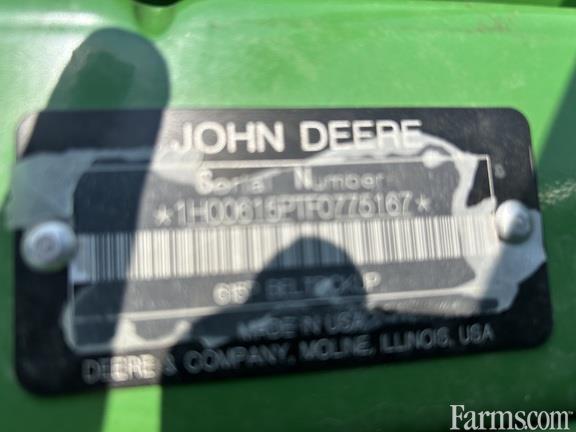 JOHN DEERE
Serial Number
*1H00615PTF0775167*
615P BELT PICKUP
MADE IN USA
DEERE & COMPANY, MOLINE, ILLINOIS, USA
Farms.com